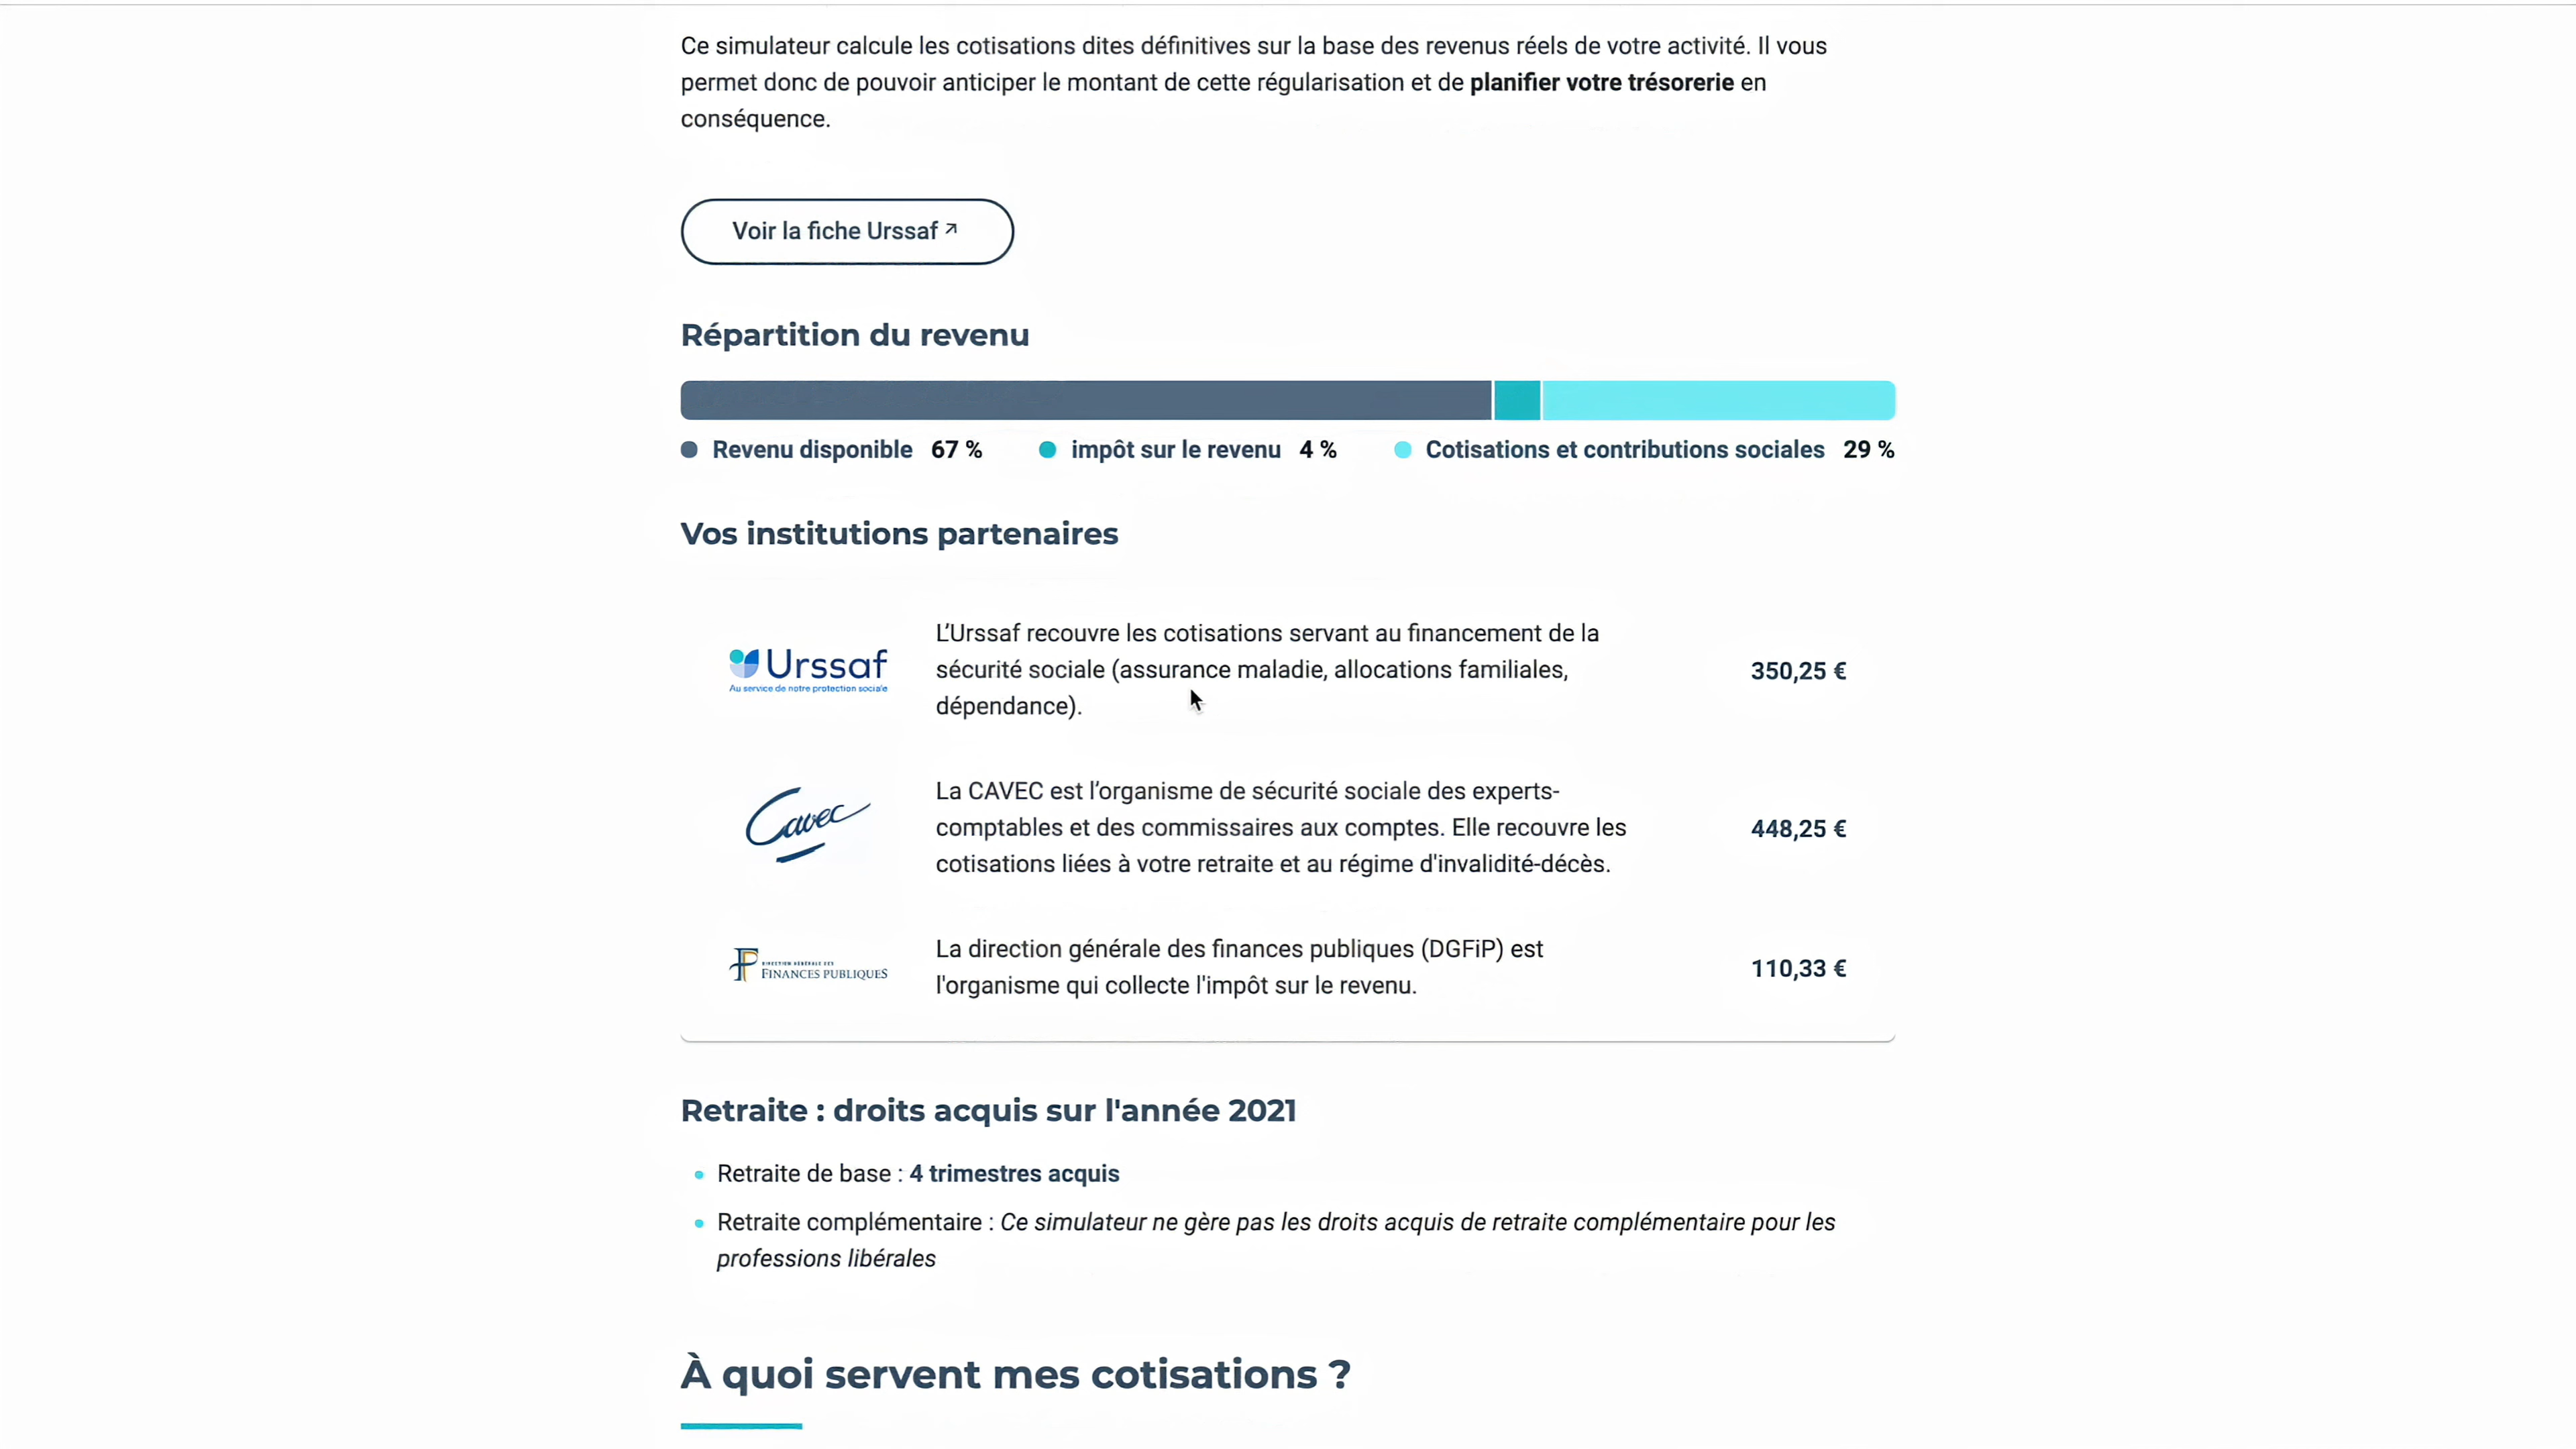 Ce simulateur calcule les cotisations dites définitives sur la base des revenus réels de votre activité. Il vous
permet donc de pouvoir anticiper le montant de cette régularisation et de planifier votre trésorerie en
conséquence.
Voir la fiche Urssaf ↗
Répartition du revenu
Revenu disponible 67 % impôt sur le revenu 4 % Cotisations et contributions sociales 29 %
Vos institutions partenaires
Urssaf
Au service de notre protection sociale
L’Urssaf recouvre les cotisations servant au financement de la
sécurité sociale (assurance maladie, allocations familiales,
dépendance).
350,25 €
Cavec
La CAVEC est l’organisme de sécurité sociale des experts-
comptables et des commissaires aux comptes. Elle recouvre les
cotisations liées à votre retraite et au régime d'invalidité-décès.
448,25 €
DIRECTION GÉNÉRALE DES
FINANCES PUBLIQUES
La direction générale des finances publiques (DGFiP) est
l'organisme qui collecte l'impôt sur le revenu.
110,33 €
Retraite : droits acquis sur l'année 2021
Retraite de base : 4 trimestres acquis
Retraite complémentaire : Ce simulateur ne gère pas les droits acquis de retraite complémentaire pour les
professions libérales
À quoi servent mes cotisations ?